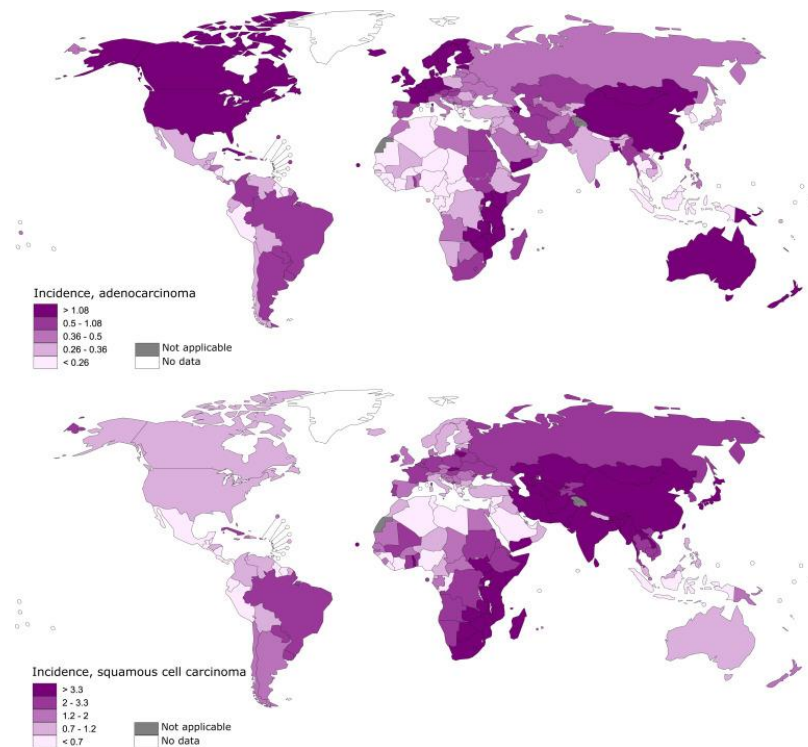 Incidence, adenocarcinoma
> 1.08
0.5 - 1.08
0.36 - 0.5
0.26 - 0.36
< 0.26
Not applicable
No data
Incidence, squamous cell carcinoma
> 3.3
2 - 3.3
1.2 - 2
0.7 - 1.2
< 0.7
Not applicable
No data